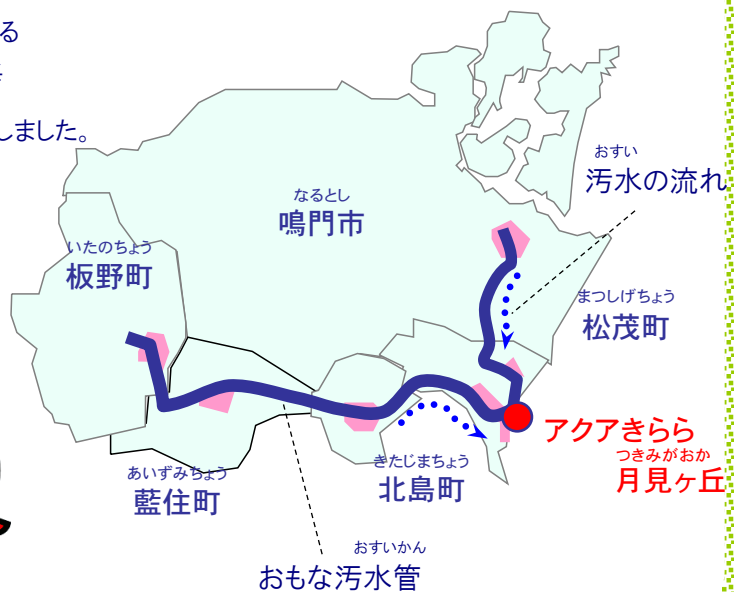 る
しました。
なるとし
鳴門市
おすい
汚水の流れ
いたのちょう
板野町
まつしげちょう
松茂町
アクアきらら
つきみがおか
月見ヶ丘
きたじまちょう
北島町
あいずみちょう
藍住町
おすいかん
おもな汚水管